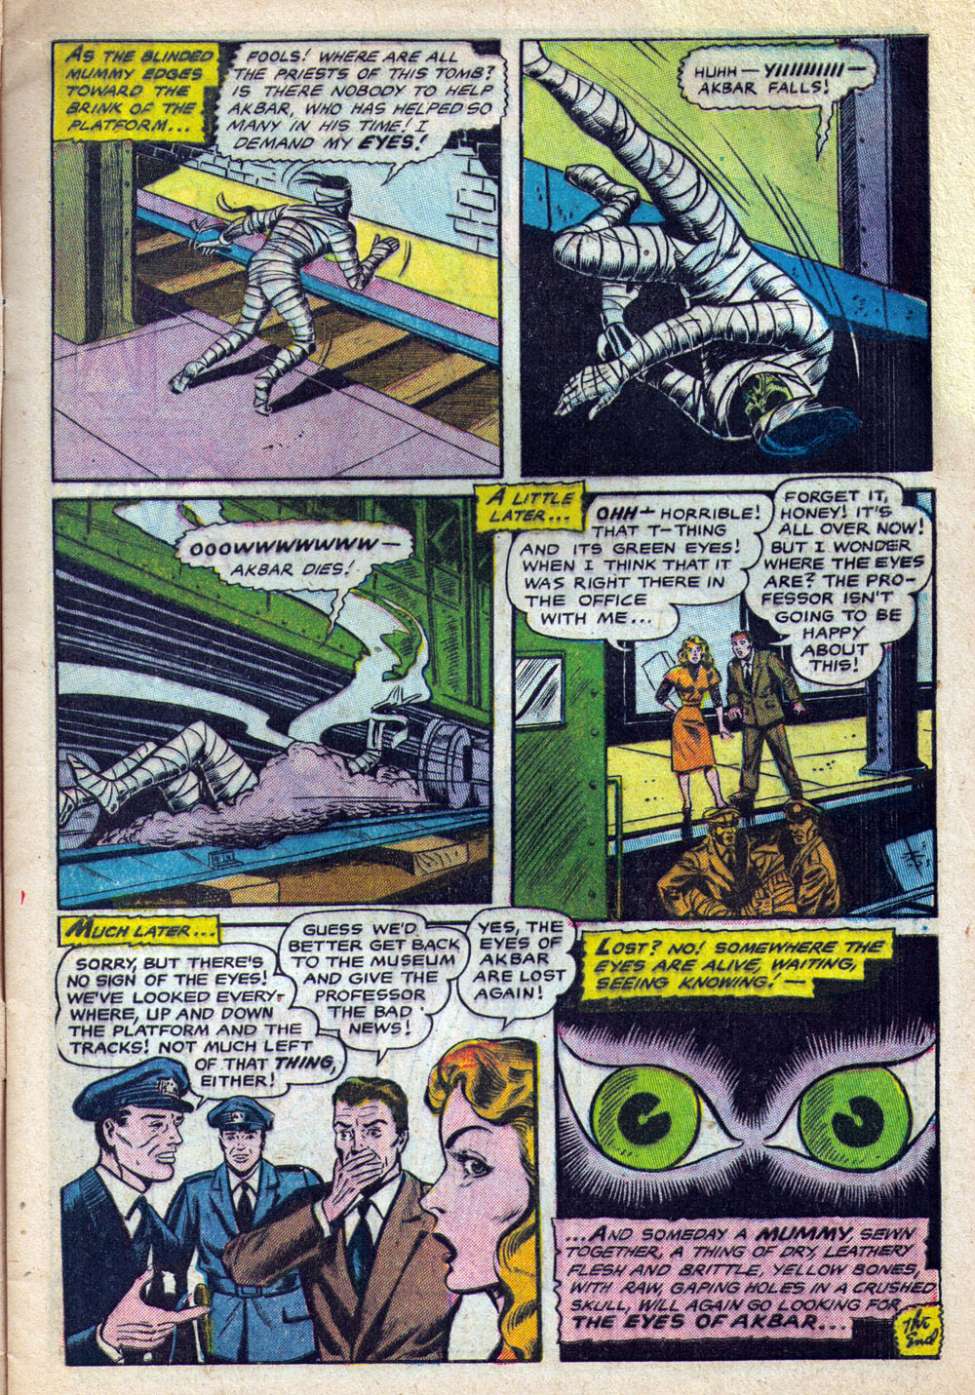 AS THE BLINDED
MUMMY EDGES
TOWARD THE
BRINK OF THE
PLATFORM...
FOOLS! WHERE ARE ALL
THE PRIESTS OF THIS TOMB?
IS THERE NOBODY TO HELP
AKBAR, WHO HAS HELPED SO
MANY IN HIS TIME! I
DEMAND MY EYES!
HUHH— YIIIIIIIIII—
AKBAR FALLS!
OOOWWWWWWW—
AKBAR DIES!
A LITTLE
LATER...
OHH— HORRIBLE!
THAT T-THING
AND ITS GREEN EYES!
WHEN I THINK THAT IT
WAS RIGHT THERE IN
THE OFFICE
WITH ME...
FORGET IT,
HONEY! IT'S
ALL OVER NOW!
BUT I WONDER
WHERE THE EYES
ARE? THE PRO-
FESSOR ISN'T
GOING TO BE
HAPPY
ABOUT
THIS!
MUCH LATER...
SORRY, BUT THERE'S
NO SIGN OF THE EYES!
WE'VE LOOKED EVERY-
WHERE, UP AND DOWN
THE PLATFORM AND THE
TRACKS! NOT MUCH LEFT
OF THAT THING,
EITHER!
GUESS WE'D
BETTER GET BACK
TO THE MUSEUM
AND GIVE THE
PROFESSOR
THE BAD
NEWS!
YES, THE
EYES OF
AKBAR
ARE LOST
AGAIN!
LOST? NO! SOMEWHERE THE
EYES ARE ALIVE, WAITING,
SEEING KNOWING!—
...AND SOMEDAY A MUMMY, SEWN
TOGETHER, A THING OF DRY, LEATHERY
FLESH AND BRITTLE, YELLOW BONES,
WITH RAW, GAPING HOLES IN A CRUSHED
SKULL, WILL AGAIN GO LOOKING FOR
THE EYES OF AKBAR...
The
End